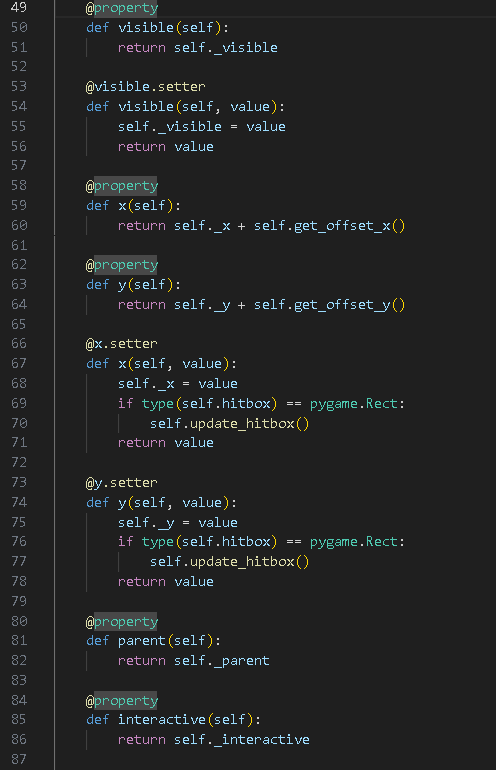 49 @property
50 def visible(self):
51 return self._visible
52
53 @visible.setter
54 def visible(self, value):
55 self._visible = value
56 return value
57
58 @property
59 def x(self):
60 return self._x + self.get_offset_x()
61
62 @property
63 def y(self):
64 return self._y + self.get_offset_y()
65
66 @x.setter
67 def x(self, value):
68 self._x = value
69 if type(self.hitbox) == pygame.Rect:
70 self.update_hitbox()
71 return value
72
73 @y.setter
74 def y(self, value):
75 self._y = value
76 if type(self.hitbox) == pygame.Rect:
77 self.update_hitbox()
78 return value
79
80 @property
81 def parent(self):
82 return self._parent
83
84 @property
85 def interactive(self):
86 return self._interactive
87